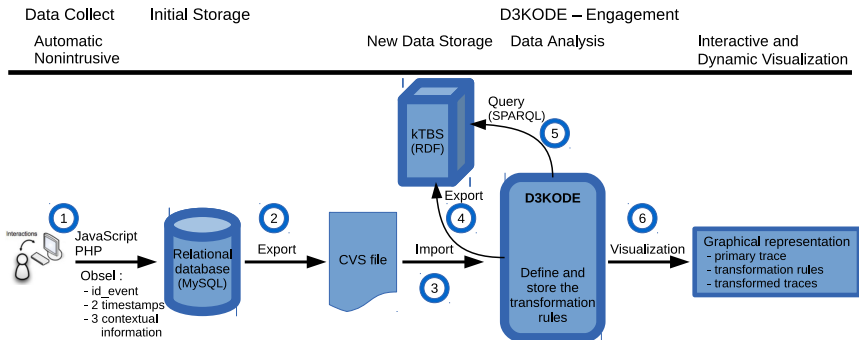 Data Collect
Initial Storage
D3KODE – Engagement
Automatic
Nonintrusive
New Data Storage
Data Analysis
Interactive and
Dynamic Visualization
Query
(SPARQL)
5
kTBS
(RDF)
Export
4
1
Interactions
JavaScript
PHP
Obsel :
- id_event
- 2 timestamps
- 3 contextual
information
Relational
database
(MySQL)
2
Export
CVS file
Import
3
D3KODE
Define and
store the
transformation
rules
6
Visualization
Graphical representation
- primary trace
- transformation rules
- transformed traces